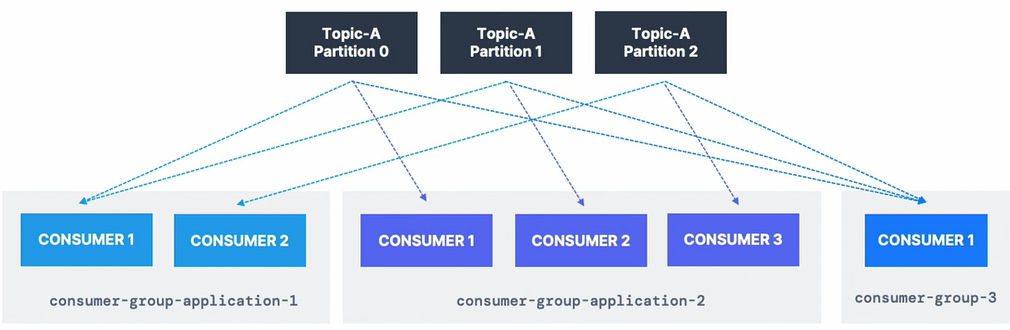 Topic-A
Partition 0
Topic-A
Partition 1
Topic-A
Partition 2
CONSUMER 1
CONSUMER 2
CONSUMER 1
CONSUMER 2
CONSUMER 3
CONSUMER 1
consumer-group-application-1
consumer-group-application-2
consumer-group-3